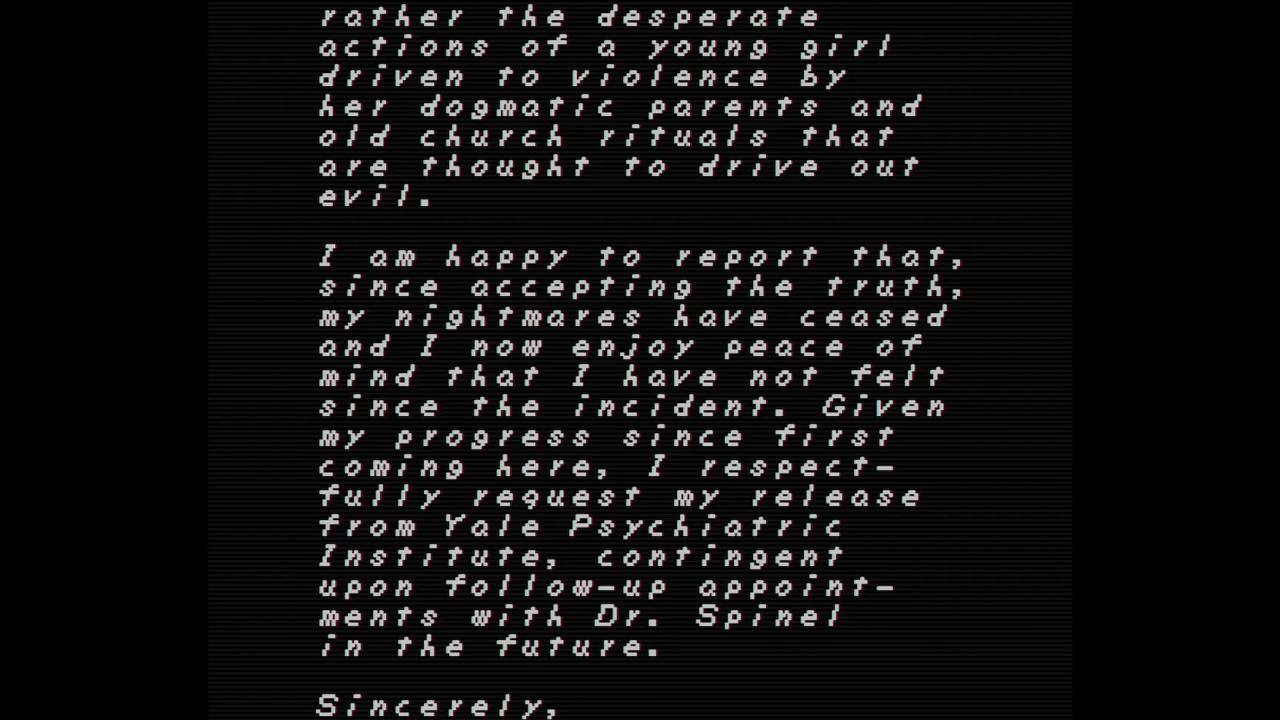 rather the desperate
actions of a young girl
driven to violence by
her dogmatic parents and
old church rituals that
are thought to drive out
evil.
I am happy to report that,
since accepting the truth,
my nightmares have ceased
and I now enjoy peace of
mind that I have not felt
since the incident. Given
my progress since first
coming here, I respect-
fully request my release
from Yale Psychiatric
Institute, contingent
upon follow-up appoint-
ments with Dr. Spinel
in the future.
Sincerely,